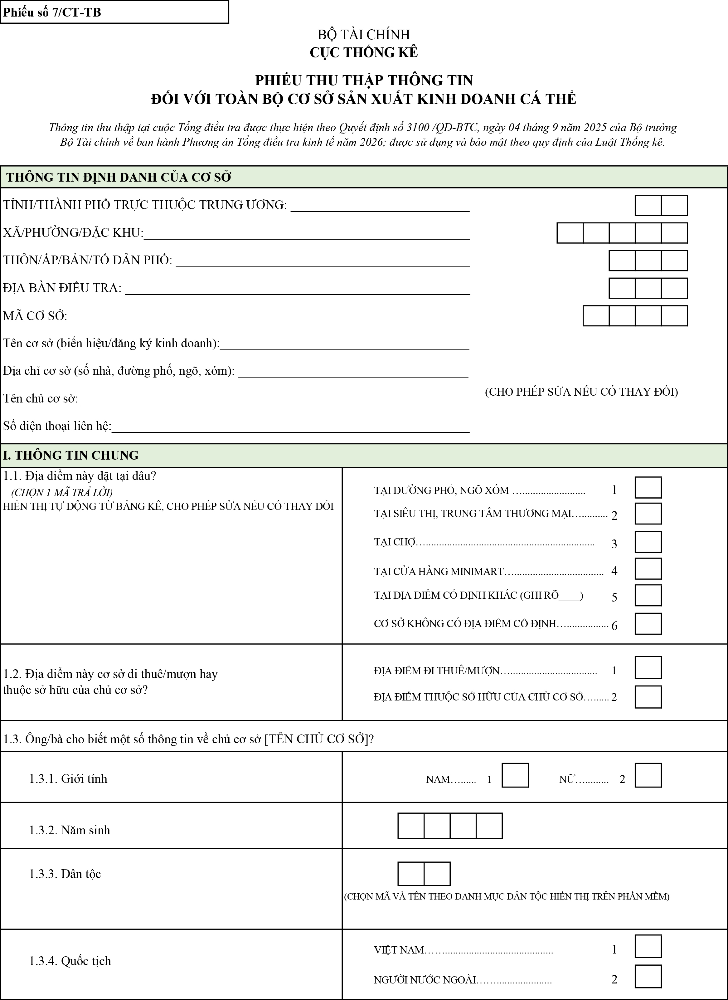 Phiếu số 7/CT-TB
BỘ TÀI CHÍNH
CỤC THỐNG KÊ
PHIẾU THU THẬP THÔNG TIN
ĐỐI VỚI TOÀN BỘ CƠ SỞ SẢN XUẤT KINH DOANH CÁ THỂ
Thông tin thu thập tại cuộc Tổng điều tra được thực hiện theo Quyết định số 3100 /QĐ-BTC, ngày 04 tháng 9 năm 2025 của Bộ trưởng
Bộ Tài chính về ban hành Phương án Tổng điều tra kinh tế năm 2026; được sử dụng và bảo mật theo quy định của Luật Thống kê.
THÔNG TIN ĐỊNH DANH CỦA CƠ SỞ
TỈNH/THÀNH PHỐ TRỰC THUỘC TRUNG ƯƠNG:
XÃ/PHƯỜNG/ĐẶC KHU:
THÔN/ẤP/BẢN/TỔ DÂN PHỐ:
ĐỊA BÀN ĐIỀU TRA:
MÃ CƠ SỞ:
Tên cơ sở (biển hiệu/đăng ký kinh doanh):
Địa chỉ cơ sở (số nhà, đường phố, ngõ, xóm):
(CHO PHÉP SỬA NẾU CÓ THAY ĐỔI)
Tên chủ cơ sở:
Số điện thoại liên hệ:
I. THÔNG TIN CHUNG
1.1. Địa điểm này đặt tại đâu?
(CHỌN 1 MÃ TRẢ LỜI)
HIỂN THỊ TỰ ĐỘNG TỪ BẢNG KÊ, CHO PHÉP SỬA NẾU CÓ THAY ĐỔI
TẠI ĐƯỜNG PHỐ, NGÕ XÓM …........................ 1
TẠI SIÊU THỊ, TRUNG TÂM THƯƠNG MẠI…......... 2
TẠI CHỢ…................................................................ 3
TẠI CỬA HÀNG MINIMART….................................. 4
TẠI ĐỊA ĐIỂM CỐ ĐỊNH KHÁC (GHI RÕ____) 5
CƠ SỞ KHÔNG CÓ ĐỊA ĐIỂM CỐ ĐỊNH…................ 6
1.2. Địa điểm này cơ sở đi thuê/mượn hay
thuộc sở hữu của chủ cơ sở?
ĐỊA ĐIỂM ĐI THUÊ/MƯỢN…................................. 1
ĐỊA ĐIỂM THUỘC SỞ HỮU CỦA CHỦ CƠ SỞ…...... 2
1.3. Ông/bà cho biết một số thông tin về chủ cơ sở [TÊN CHỦ CƠ SỞ]?
1.3.1. Giới tính
NAM…...... 1 NỮ…......... 2
1.3.2. Năm sinh
1.3.3. Dân tộc
(CHỌN MÃ VÀ TÊN THEO DANH MỤC DÂN TỘC HIỂN THỊ TRÊN PHẦN MỀM)
1.3.4. Quốc tịch
VIỆT NAM……......................................... 1
NGƯỜI NƯỚC NGOÀI……..................... 2